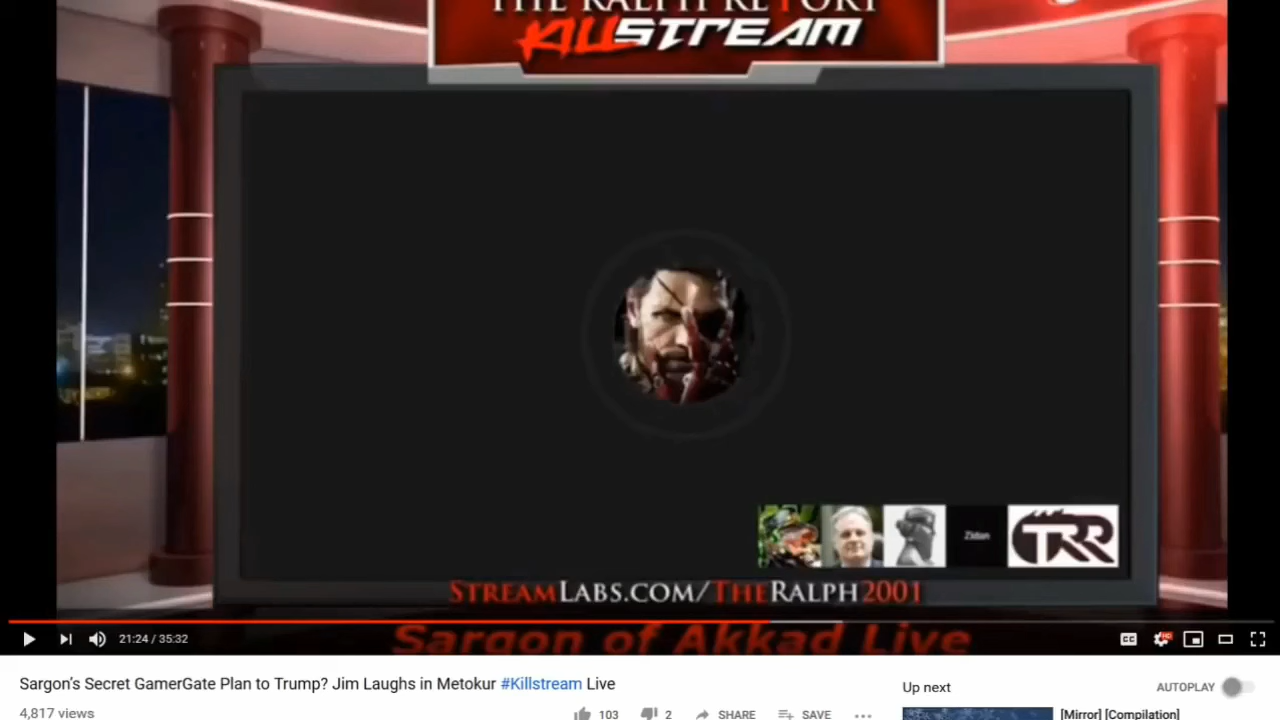 THE RALPH RETORT
KILLSTREAM
Zidan
TRR
STREAMLABS.COM/THERALPH2001
Sargon of Akkad Live
21:24 / 35:32
CC
HD
Sargon’s Secret GamerGate Plan to Trump? Jim Laughs in Metokur #Killstream Live
4,817 views
103
2
SHARE
SAVE
Up next
AUTOPLAY
[Mirror] [Compilation]